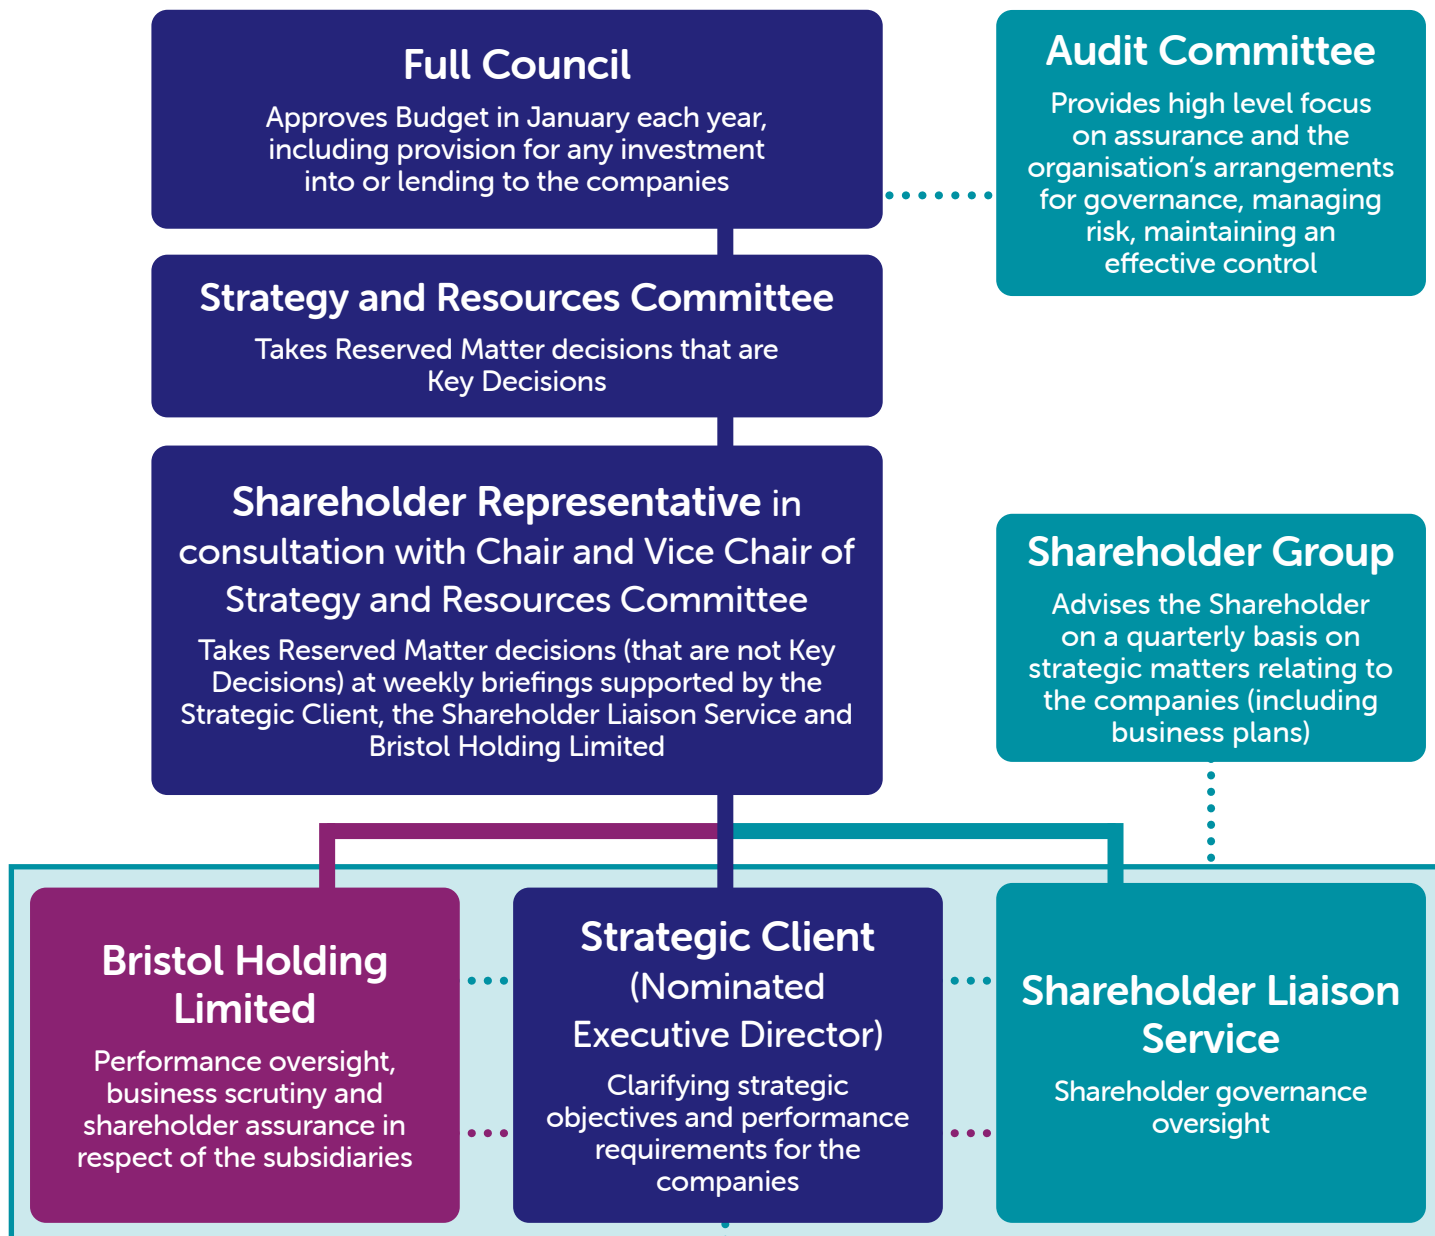 Full Council
Approves Budget in January each year,
including provision for any investment
into or lending to the companies
Audit Committee
Provides high level focus
on assurance and the
organisation’s arrangements
for governance, managing
risk, maintaining an
effective control
Strategy and Resources Committee
Takes Reserved Matter decisions that are
Key Decisions
Shareholder Representative in
consultation with Chair and Vice Chair of
Strategy and Resources Committee
Takes Reserved Matter decisions (that are not Key
Decisions) at weekly briefings supported by the
Strategic Client, the Shareholder Liaison Service and
Bristol Holding Limited
Shareholder Group
Advises the Shareholder
on a quarterly basis on
strategic matters relating to
the companies (including
business plans)
Bristol Holding
Limited
Performance oversight,
business scrutiny and
shareholder assurance in
respect of the subsidiaries
Strategic Client
(Nominated
Executive Director)
Clarifying strategic
objectives and performance
requirements for the
companies
Shareholder Liaison
Service
Shareholder governance
oversight